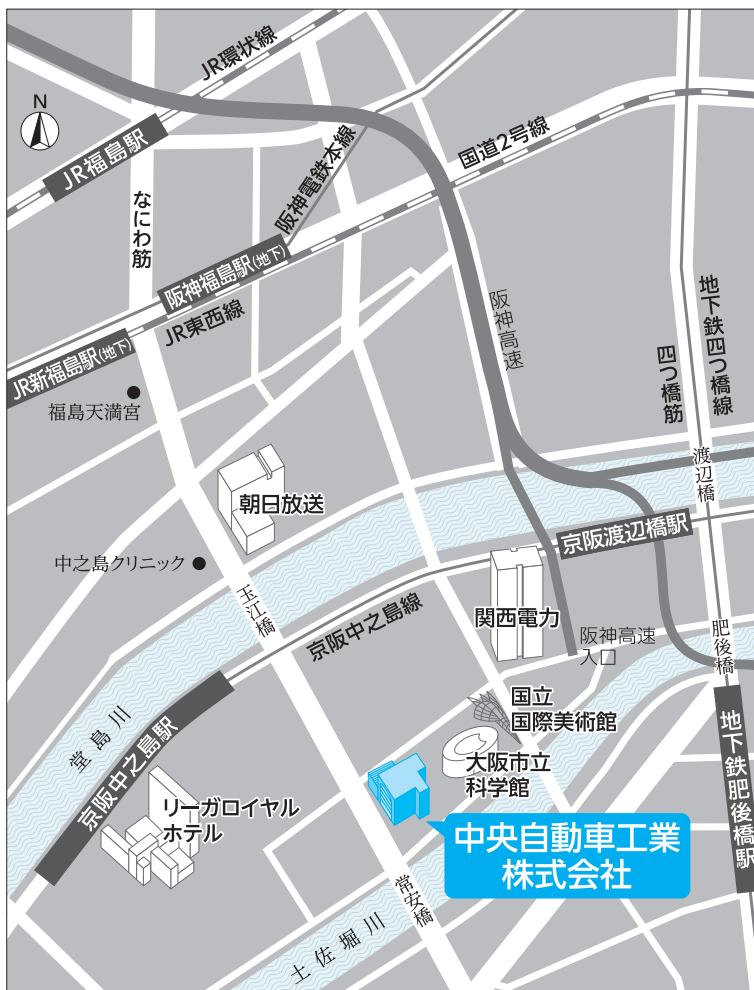 JR環状線
N
JR福島駅
なにわ筋
阪神電鉄本線
国道2号線
阪神福島駅(地下)
JR東西線
JR新福島駅(地下)
阪神高速
地下鉄四つ橋線
四つ橋筋
福島天満宮
渡辺橋
朝日放送
京阪渡辺橋駅
中之島クリニック
玉江橋
京阪中之島線
関西電力
阪神高速
入口
肥後橋
堂島川
京阪中之島駅
国立
国際美術館
大阪市立
科学館
地下鉄肥後橋駅
リーガロイヤル
ホテル
中央自動車工業
株式会社
常安橋
土佐堀川